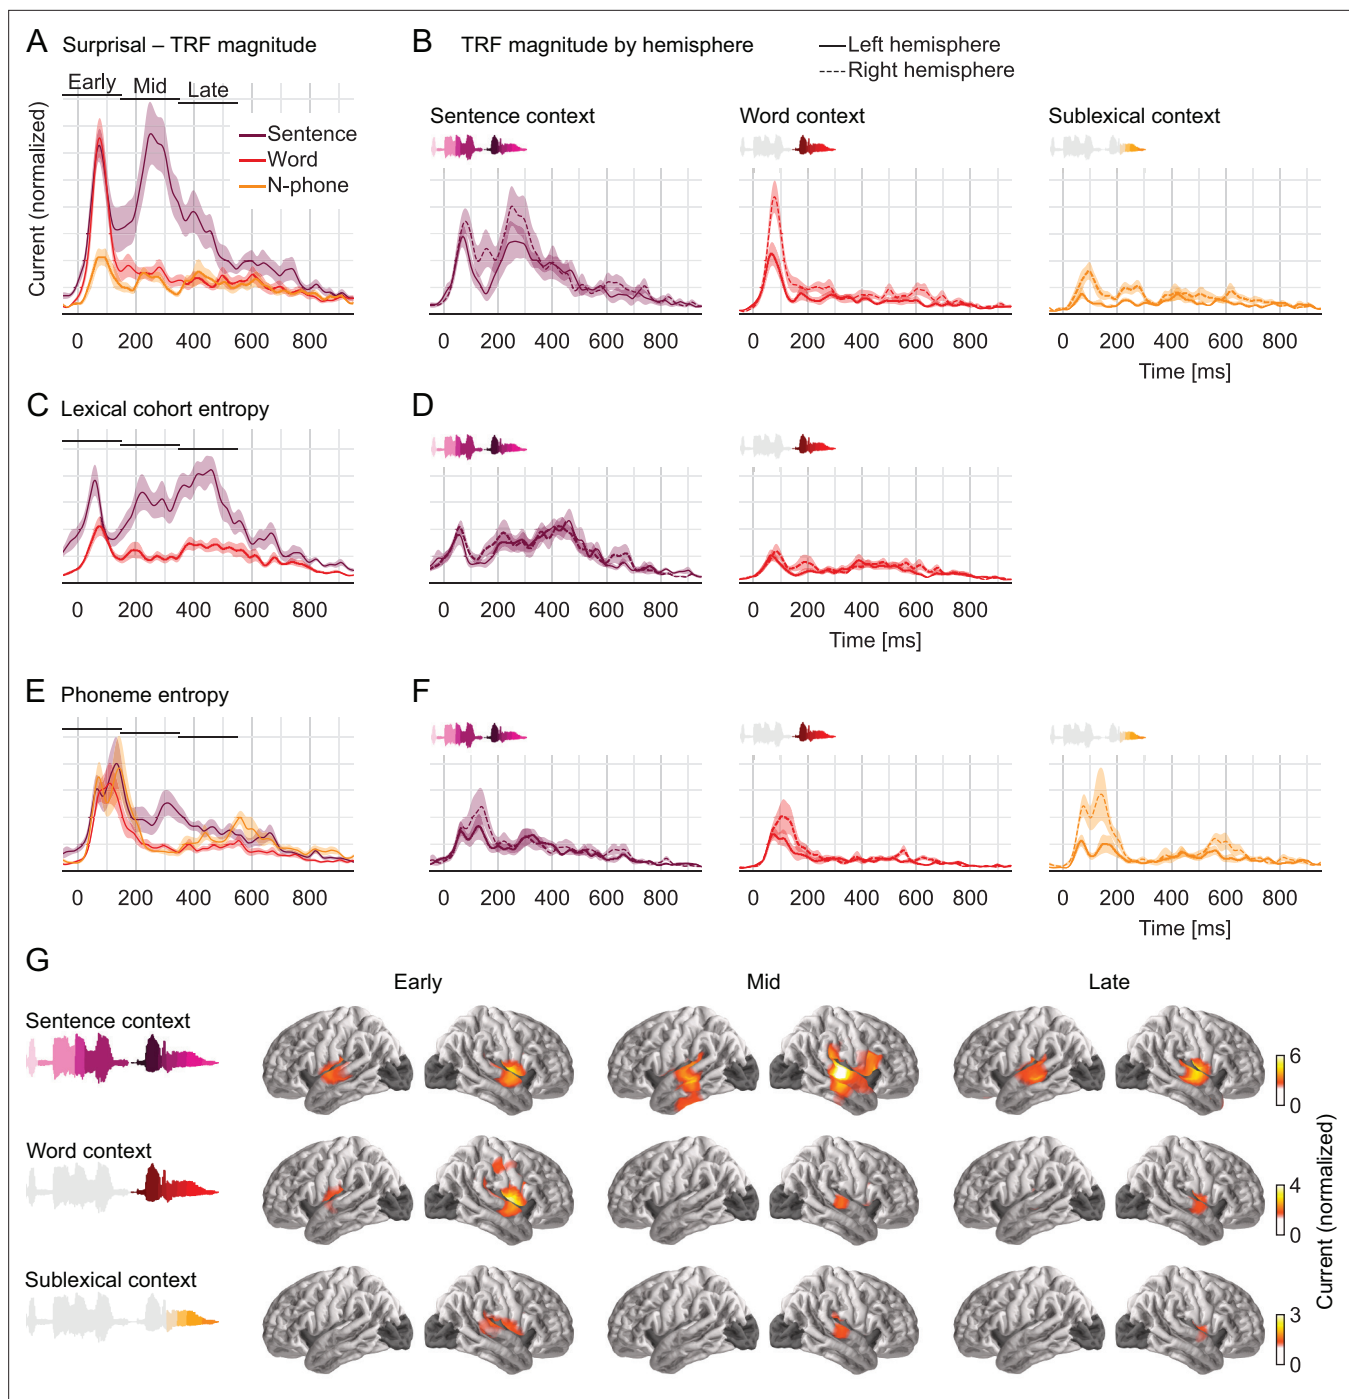 A Surprisal – TRF magnitude
Early
Mid
Late
Sentence
Word
N-phone
Current (normalized)
0 200 400 600 800
B TRF magnitude by hemisphere
Left hemisphere
Right hemisphere
Sentence context
Word context
Sublexical context
0 200 400 600 800
0 200 400 600 800
0 200 400 600 800
Time [ms]
C Lexical cohort entropy
0 200 400 600 800
D
0 200 400 600 800
0 200 400 600 800
Time [ms]
E Phoneme entropy
0 200 400 600 800
F
0 200 400 600 800
0 200 400 600 800
0 200 400 600 800
Time [ms]
G
Early
Mid
Late
Sentence context
6
0
Word context
4
0
Sublexical context
3
0
Current (normalized)